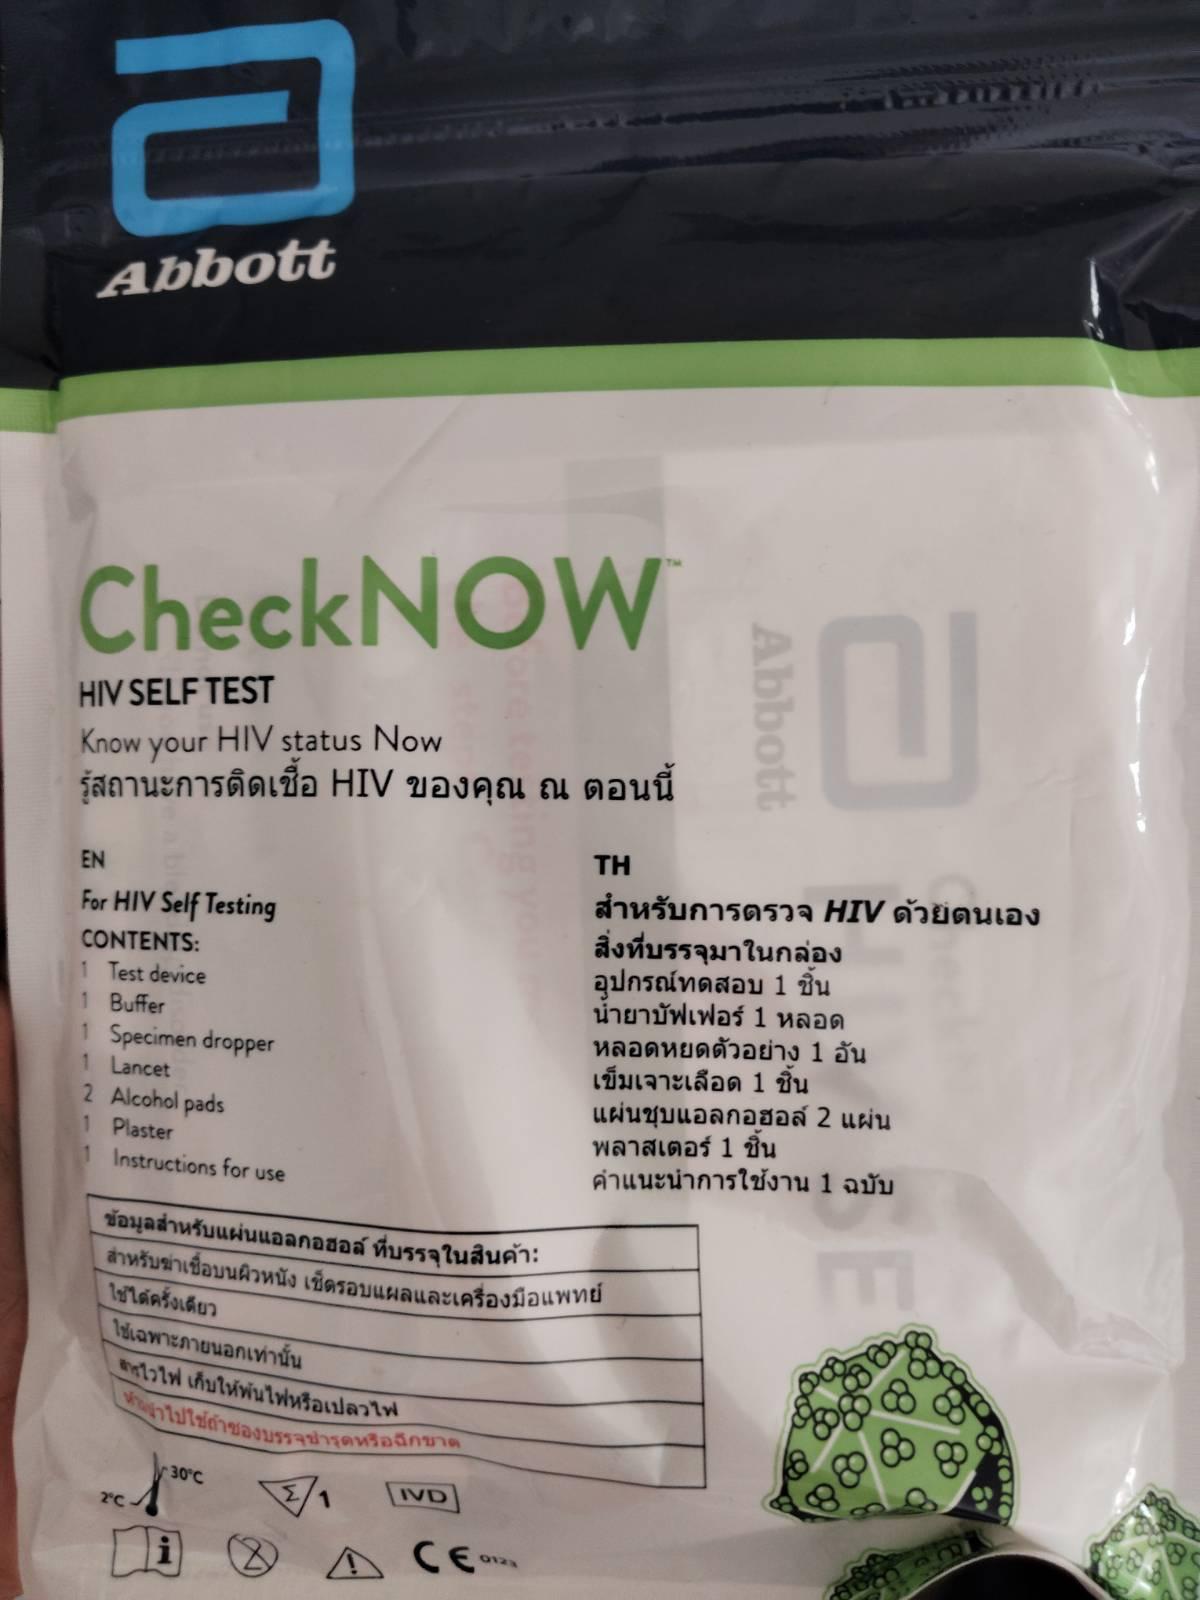 Abbott
CheckNOW™
HIV SELF TEST
Know your HIV status Now
รู้สถานะการติดเชื้อ HIV ของคุณ ณ ตอนนี้
EN
For HIV Self Testing
CONTENTS:
1 Test device
1 Buffer
1 Specimen dropper
1 Lancet
2 Alcohol pads
1 Plaster
1 Instructions for use
TH
สำหรับการตรวจ HIV ด้วยตนเอง
สิ่งที่บรรจุมาในกล่อง
อุปกรณ์ทดสอบ 1 ชิ้น
น้ำยาบัฟเฟอร์ 1 หลอด
หลอดหยดตัวอย่าง 1 อัน
เข็มเจาะเลือด 1 ชิ้น
แผ่นชุบแอลกอฮอล์ 2 แผ่น
พลาสเตอร์ 1 ชิ้น
คำแนะนำการใช้งาน 1 ฉบับ
ข้อมูลสำหรับแผ่นแอลกอฮอล์ ที่บรรจุในสินค้า:
สำหรับฆ่าเชื้อบนผิวหนัง เช็ดรอบแผลและเครื่องมือแพทย์
ใช้ได้ครั้งเดียว
ใช้เฉพาะภายนอกเท่านั้น
สารไวไฟ เก็บให้พ้นไฟหรือเปลวไฟ
ห้ามนำไปใช้ถ้าซองบรรจุชำรุดหรือฉีกขาด
2°C 30°C
Σ 1
IVD
i
2
!
CE 0123
Abbott
Check